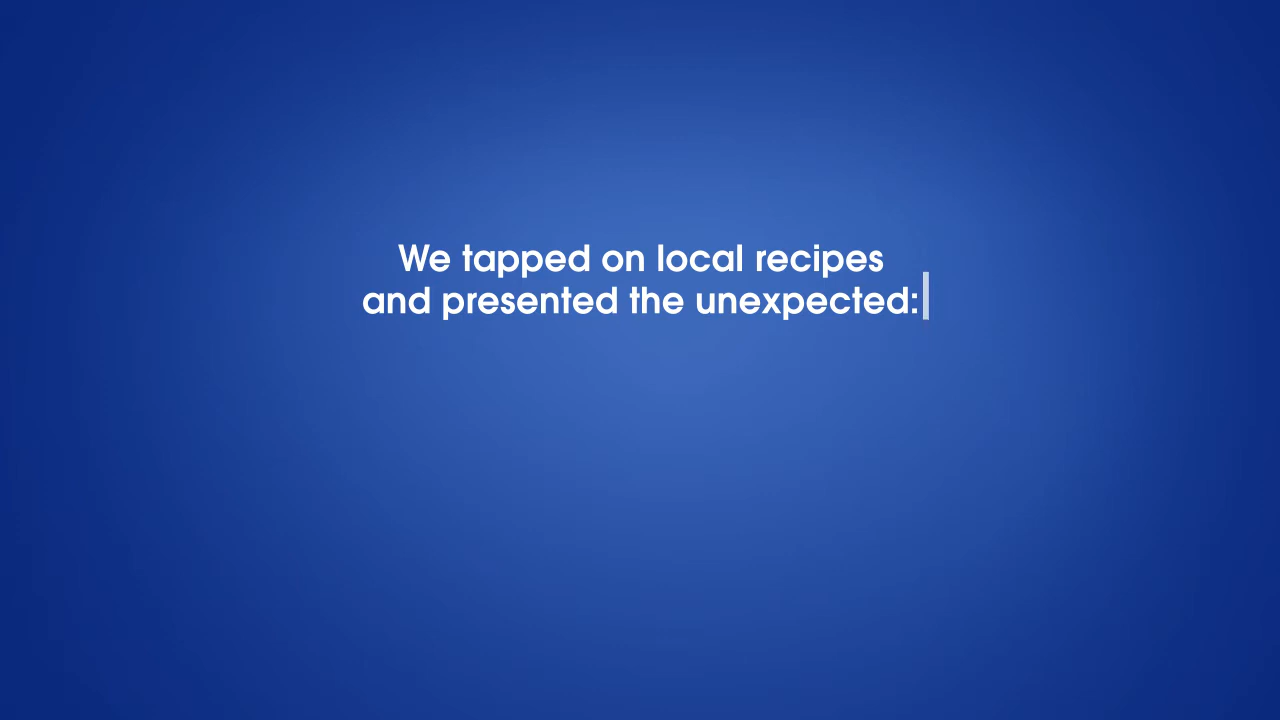 We tapped on local recipes
and presented the unexpected: